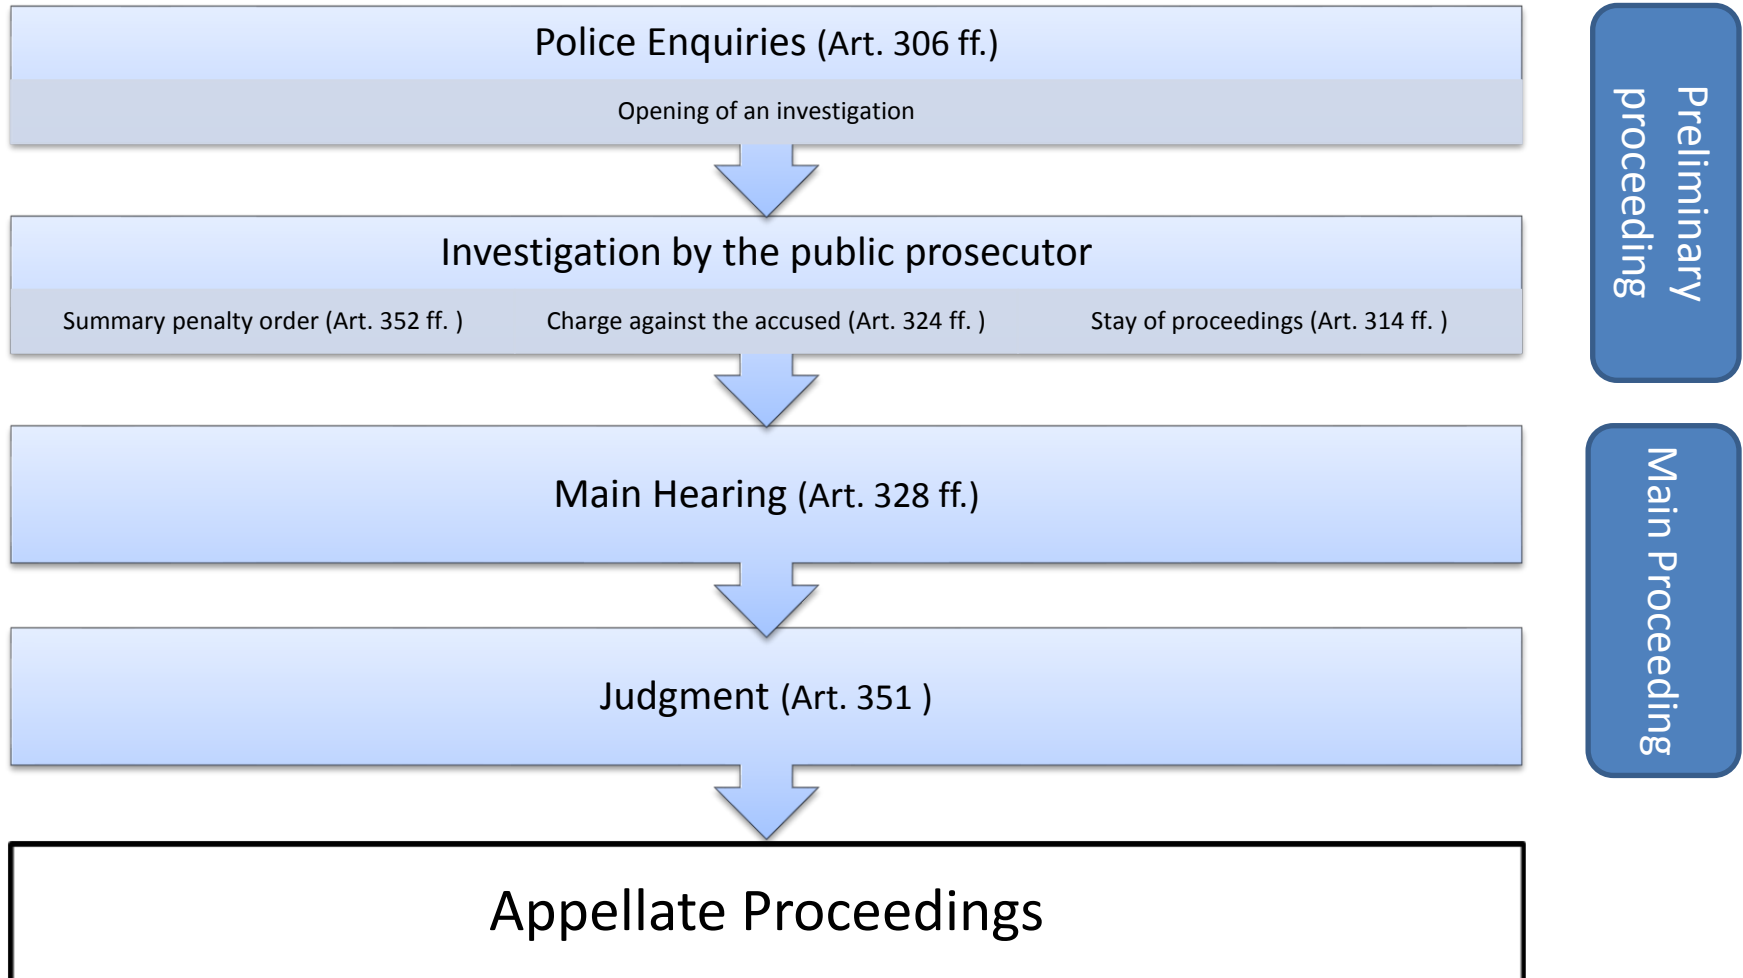 Police Enquiries (Art. 306 ff.)
Opening of an investigation
Investigation by the public prosecutor
Summary penalty order (Art. 352 ff. )
Charge against the accused (Art. 324 ff. )
Stay of proceedings (Art. 314 ff. )
Preliminary
proceeding
Main Hearing (Art. 328 ff.)
Judgment (Art. 351 )
Main Proceeding
Appellate Proceedings